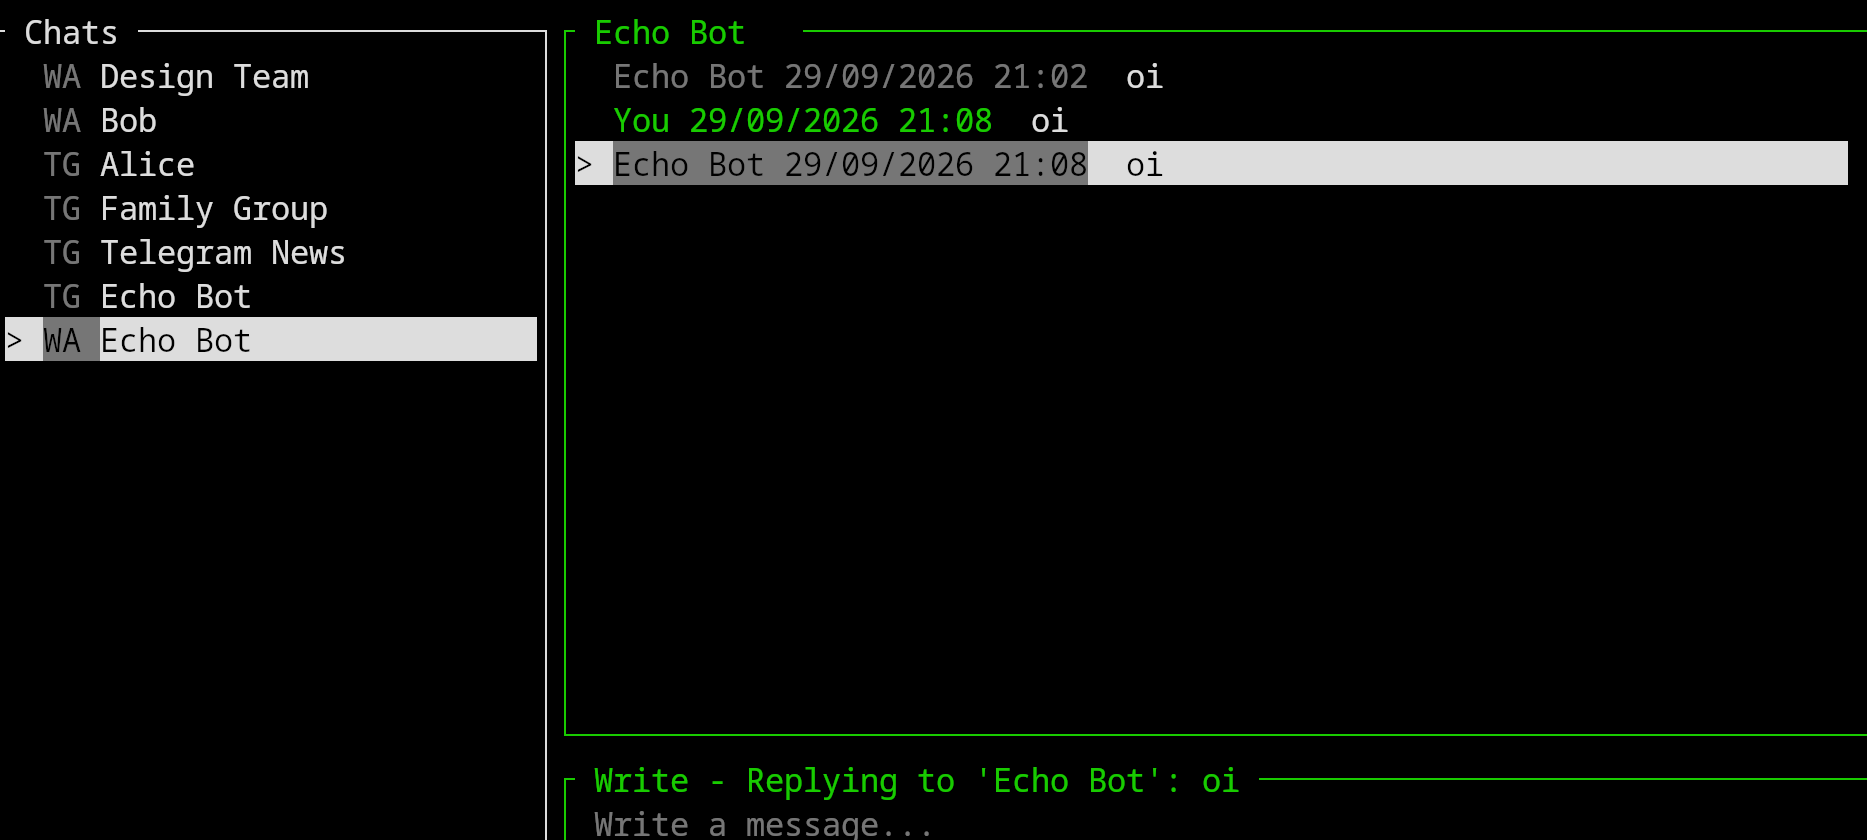 Chats
WA Design Team
WA Bob
TG Alice
TG Family Group
TG Telegram News
TG Echo Bot
> WA Echo Bot
Echo Bot
Echo Bot 29/09/2026 21:02  oi
You 29/09/2026 21:08  oi
> Echo Bot 29/09/2026 21:08  oi
Write - Replying to 'Echo Bot': oi
Write a message...